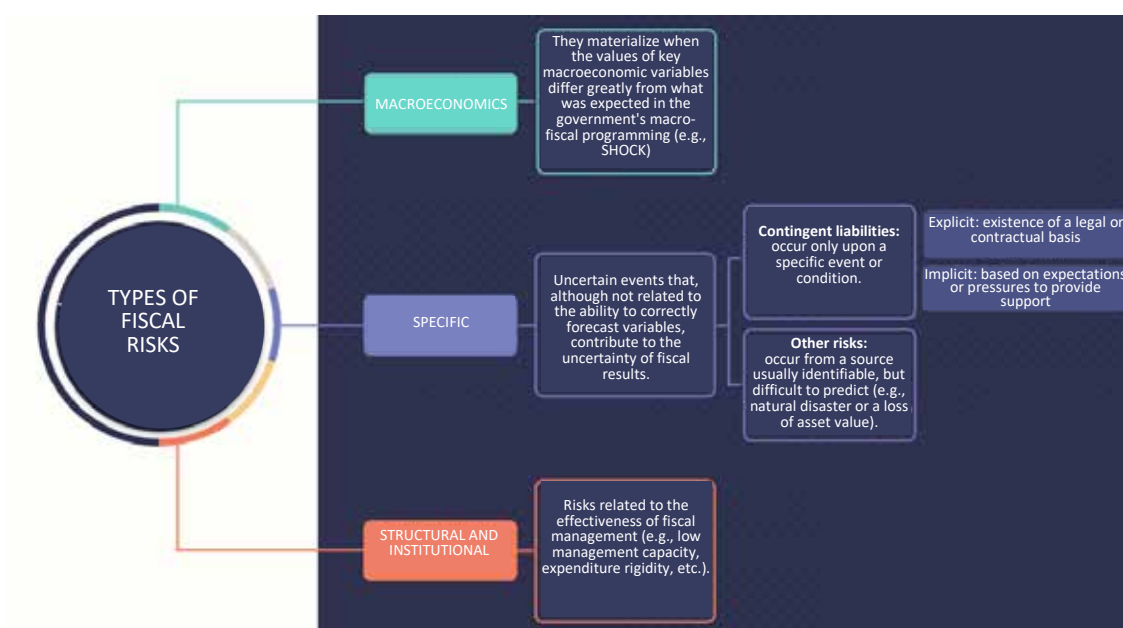 TYPES OF
FISCAL
RISKS
MACROECONOMICS
They materialize when
the values of key
macroeconomic variables
differ greatly from what
was expected in the
government's macro-
fiscal programming (e.g.,
SHOCK)
SPECIFIC
Uncertain events that,
although not related to
the ability to correctly
forecast variables,
contribute to the
uncertainty of fiscal
results.
Contingent liabilities:
occur only upon a
specific event or
condition.
Explicit: existence of a legal or
contractual basis
Implicit: based on expectations
or pressures to provide
support
Other risks:
occur from a source
usually identifiable, but
difficult to predict (e.g.,
natural disaster or a loss
of asset value).
STRUCTURAL AND
INSTITUTIONAL
Risks related to the
effectiveness of fiscal
management (e.g., low
management capacity,
expenditure rigidity, etc.).